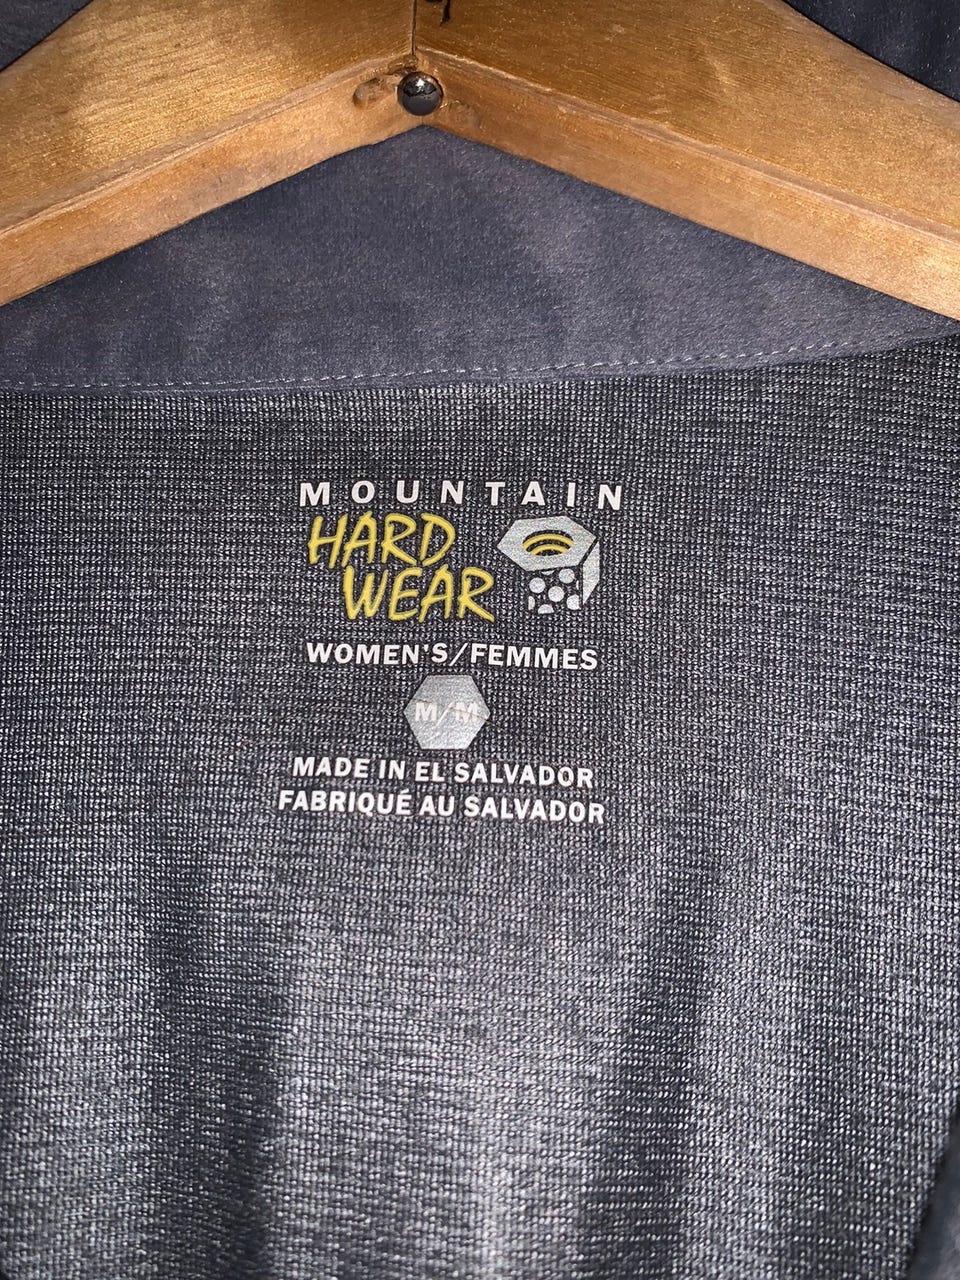 MOUNTAIN
HARD
WEAR
WOMEN'S/FEMMES
M/M
MADE IN EL SALVADOR
FABRIQUÉ AU SALVADOR